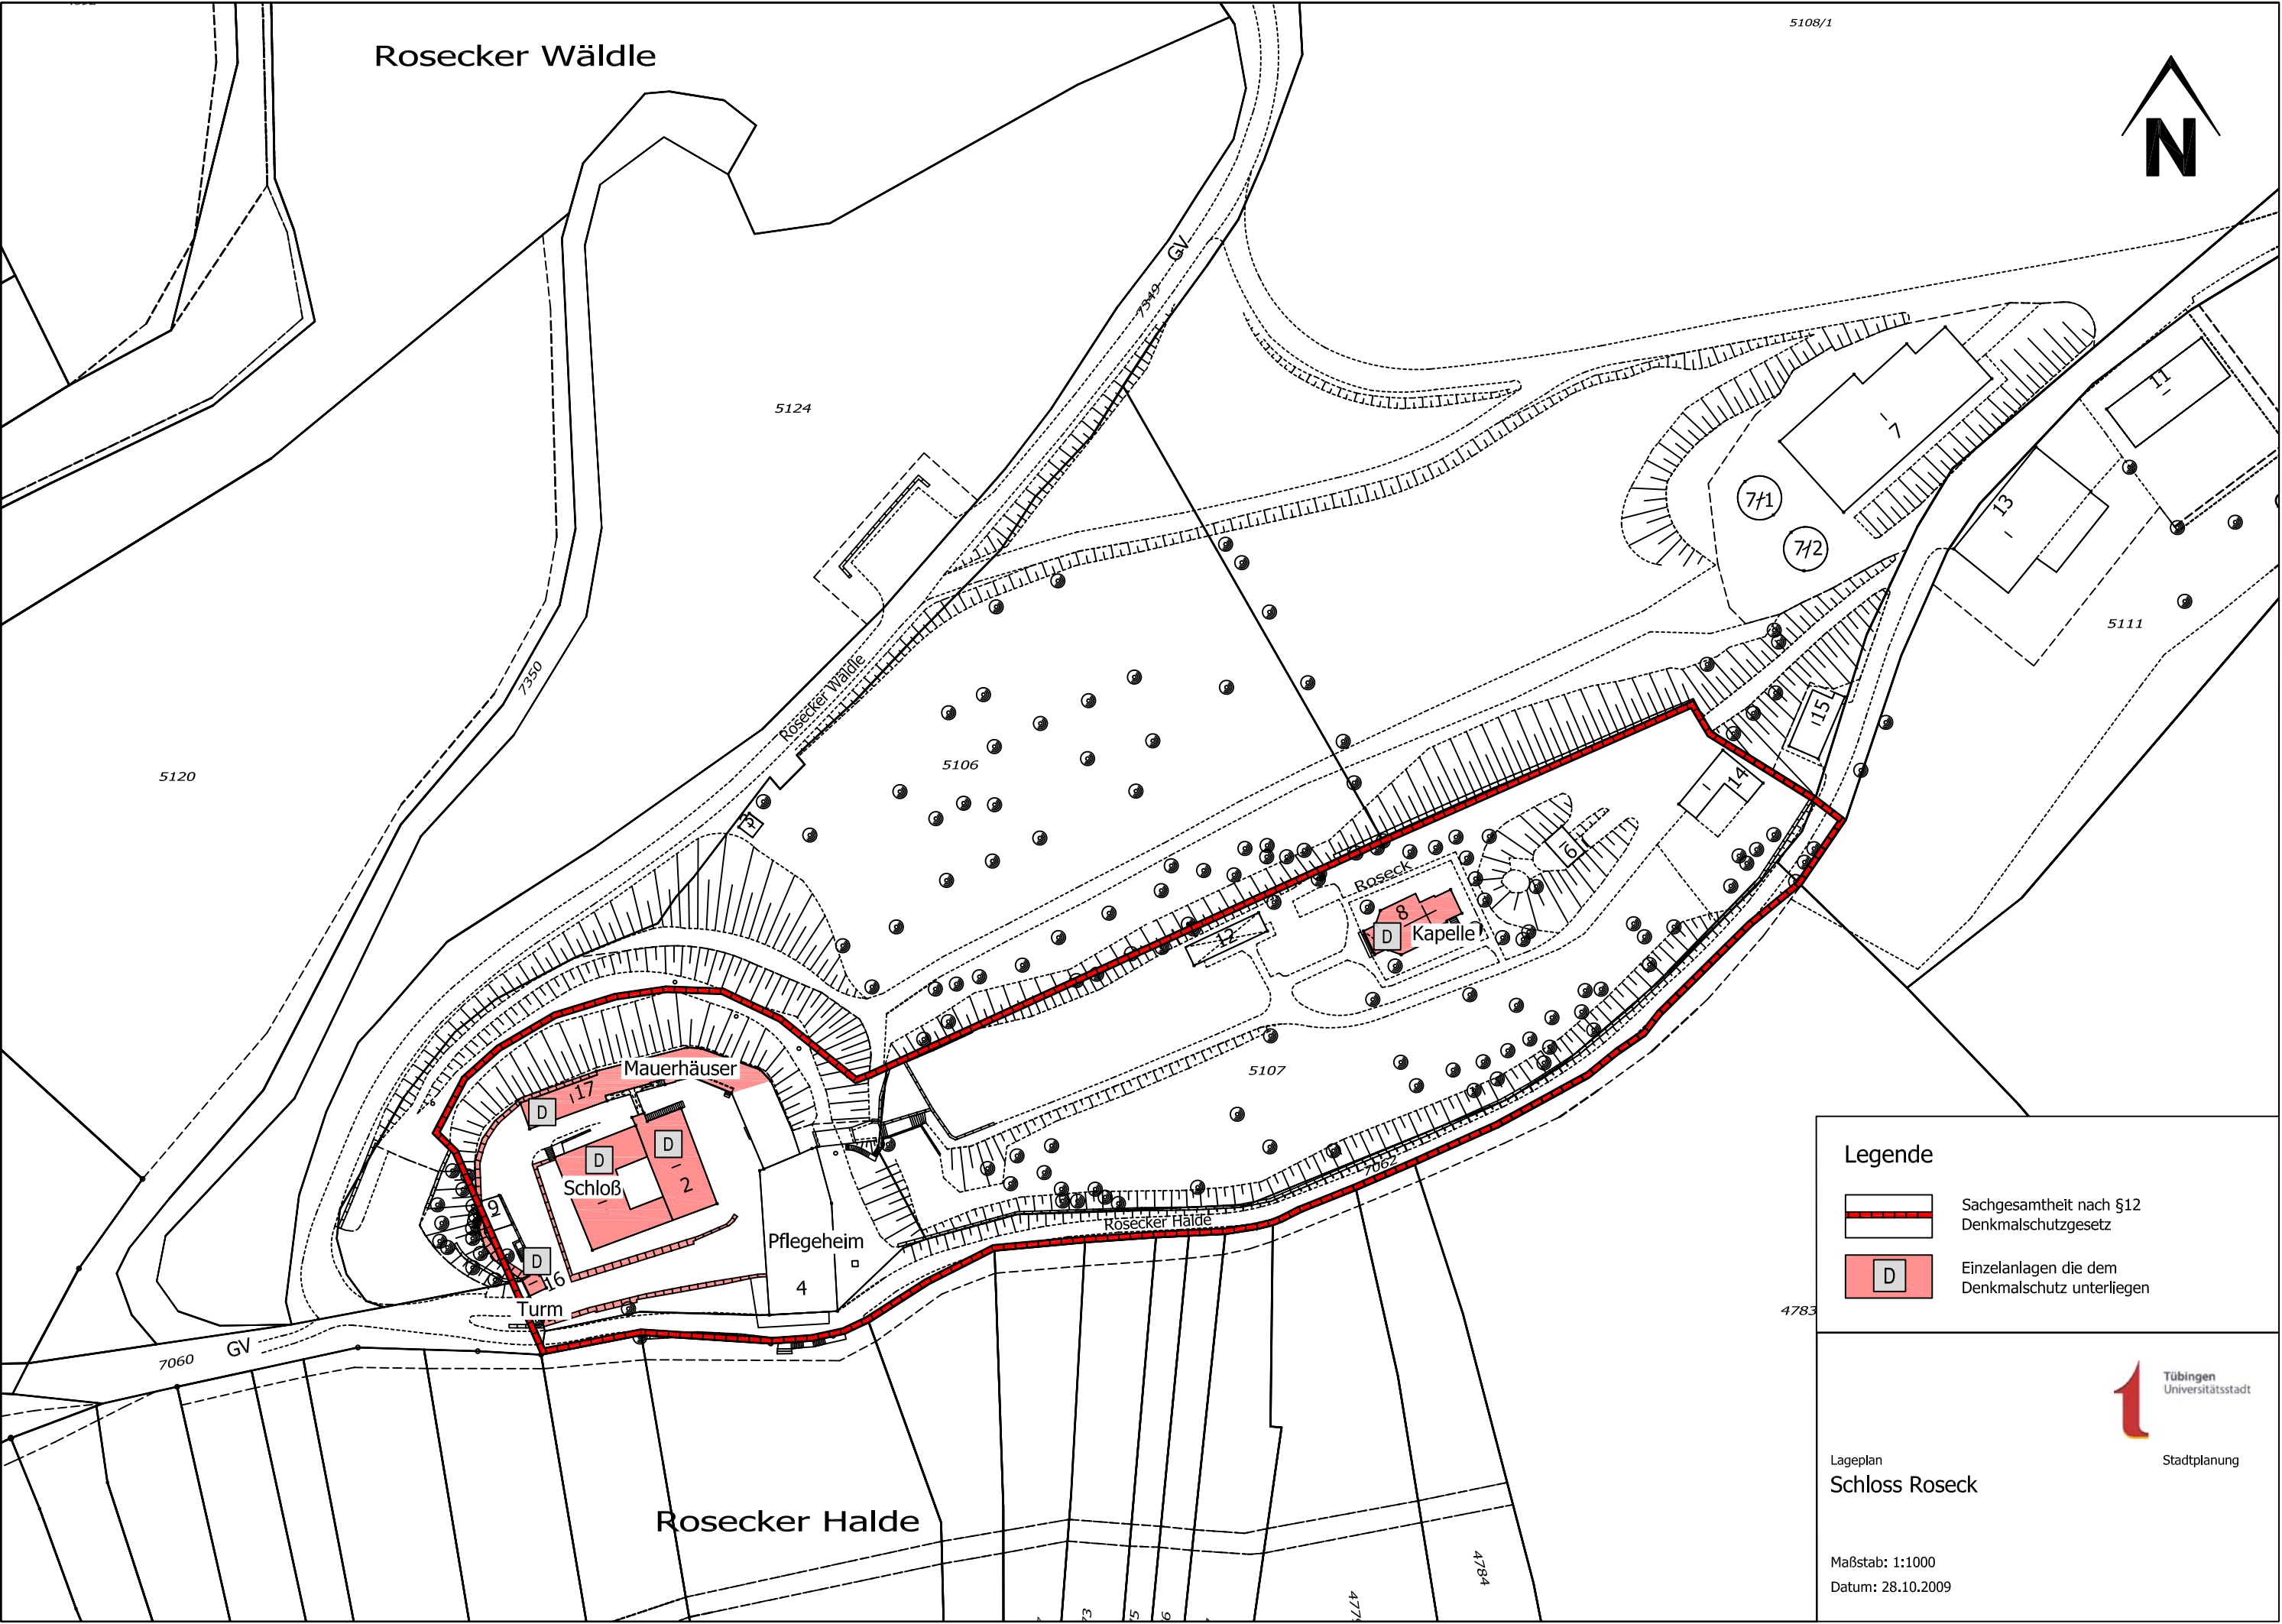 5108/1
Rosecker Wäldle
N
GV
7349
5124
11
7
13
7/1
7/2
5111
Rosecker Wäldle
7350
5120
5106
15
14
5
6
Roseck
8
D
Kapelle
12
5107
Mauerhäuser
17
D
D
D
Schloß
2
9
D
16
Turm
Pflegeheim
4
7062
Rosecker Halde
7060
GV
4783
Rosecker Halde
4784
Legende
Sachgesamtheit nach §12
Denkmalschutzgesetz
D
Einzelanlagen die dem
Denkmalschutz unterliegen
Tübingen
Universitätsstadt
Lageplan
Stadtplanung
Schloss Roseck
Maßstab: 1:1000
Datum: 28.10.2009